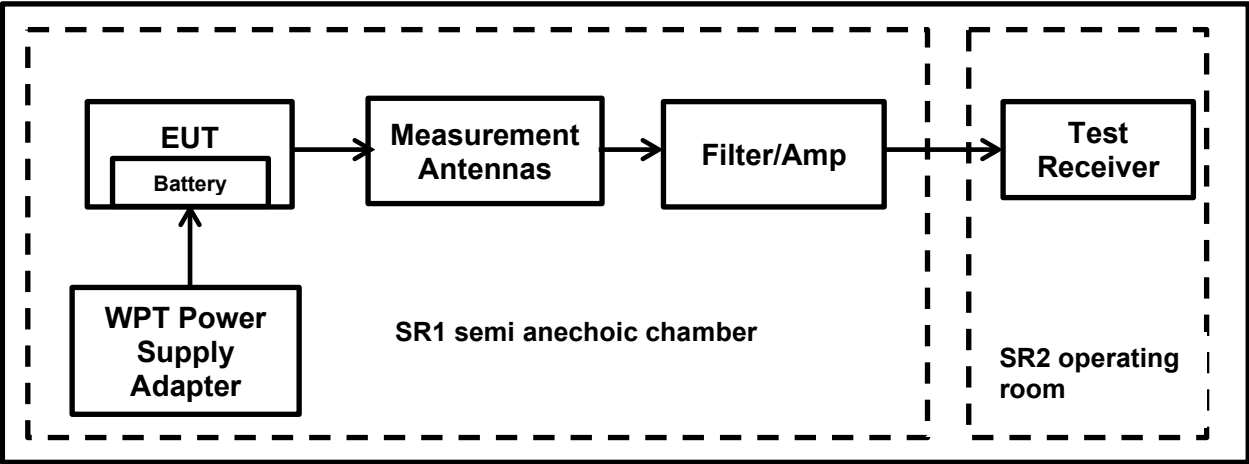 EUT
Battery
Measurement
Antennas
Filter/Amp
Test
Receiver
WPT Power
Supply
Adapter
SR1 semi anechoic chamber
SR2 operating
room